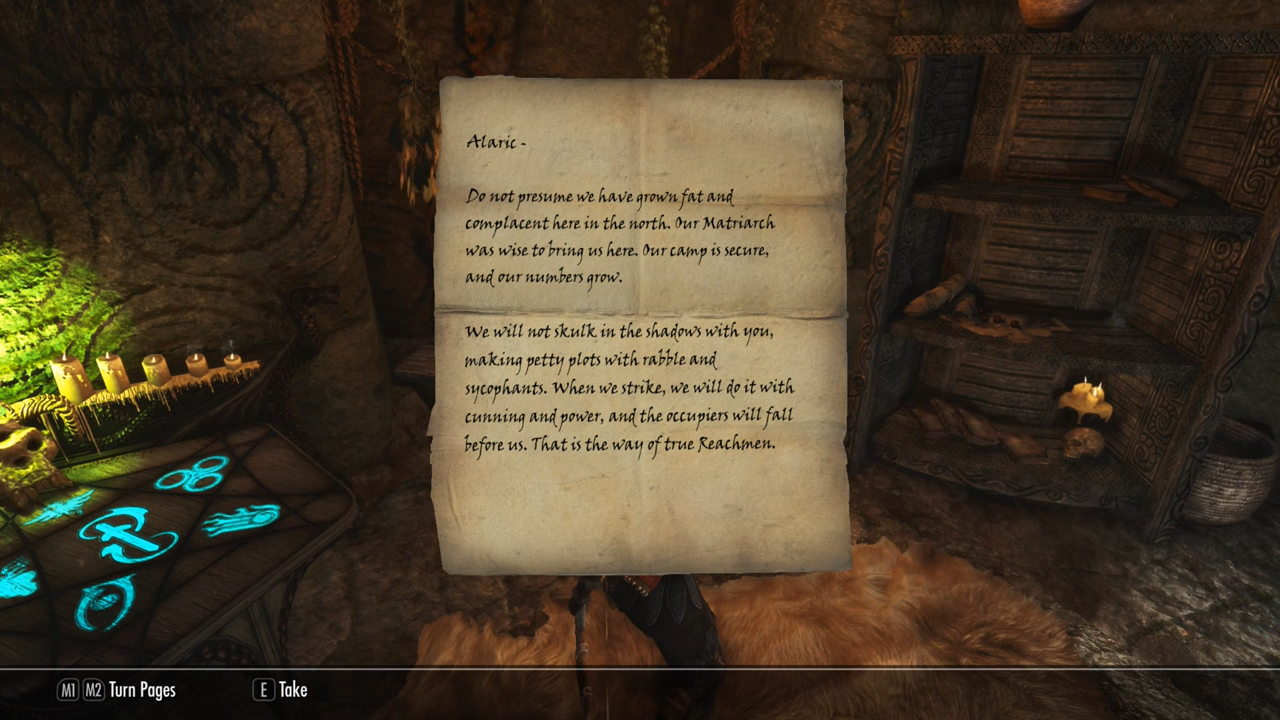 Alaric -
Do not presume we have grown fat and
complacent here in the north. Our Matriarch
was wise to bring us here. Our camp is secure,
and our numbers grow.
We will not skulk in the shadows with you,
making petty plots with rabble and
sycophants. When we strike, we will do it with
cunning and power, and the occupiers will fall
before us. That is the way of true Reachmen.
M1 M2 Turn Pages E Take